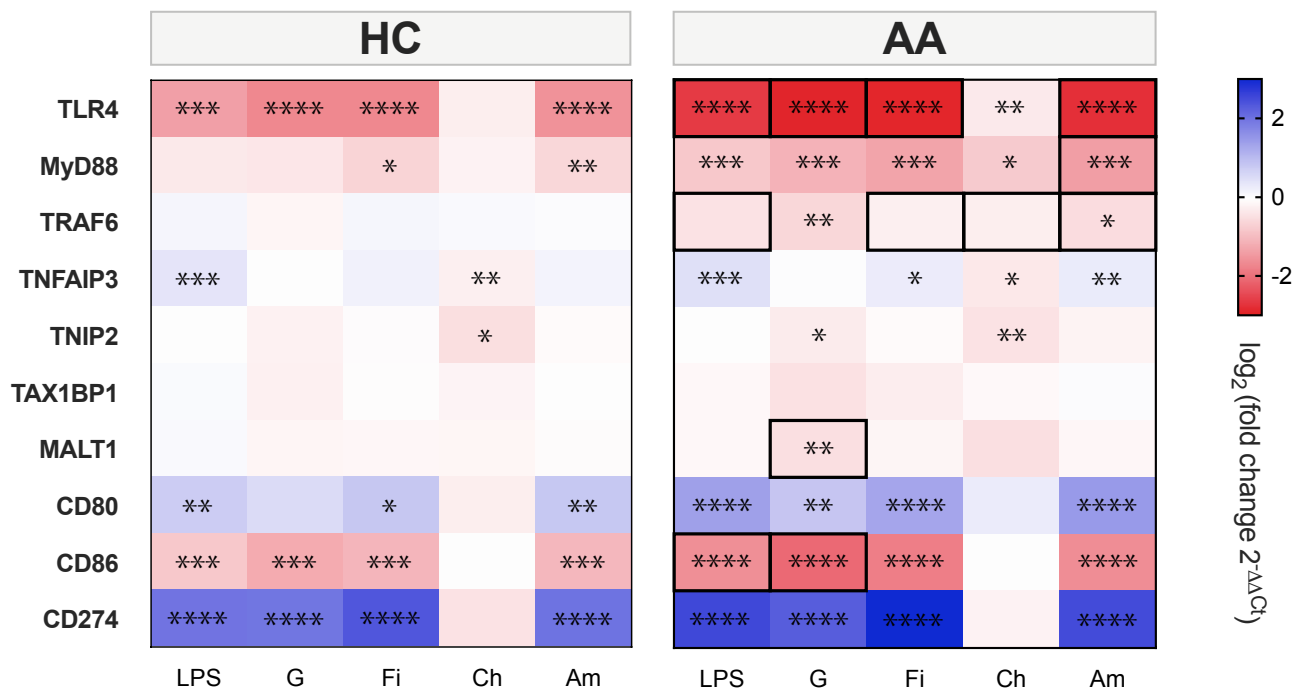 HC AA
TLR4 *** **** **** **** **** **** **** ** ****
MyD88 * ** *** *** *** * ***
TRAF6 ** *
TNFAIP3 *** ** *** * * **
TNIP2 * * **
TAX1BP1
MALT1 **
CD80 ** * ** **** ** **** ****
CD86 *** *** *** *** **** **** **** ****
CD274 **** **** **** **** **** **** **** ****
LPS G Fi Ch Am LPS G Fi Ch Am
2
0
-2
log₂ (fold change 2^-ΔΔCt)